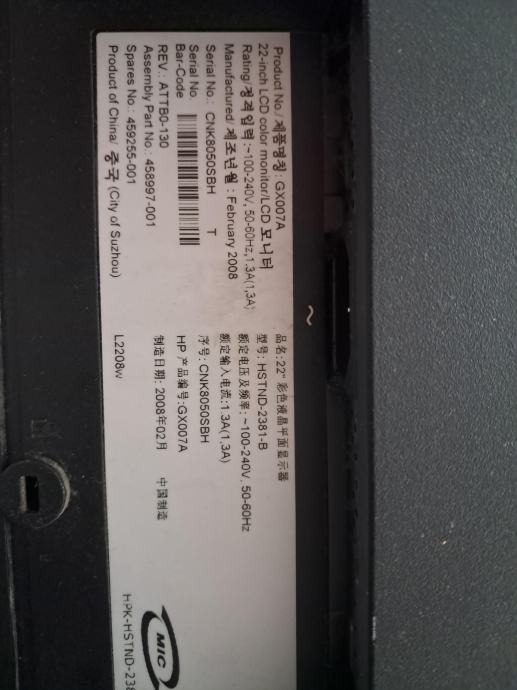 Product No./제품명칭: GX007A
22-inch LCD color monitor/LCD 모니터
Rating/정격입력:~100-240V, 50-60Hz,1.3A(1,3A)
Manufactured/제조년월 : February 2008
Serial No.: CNK8050SBH T
Serial No.
Bar-Code
REV.: ATTB0-130
Assembly Part No.: 458997-001
Spares No.: 459255-001
Product of China/ 중국 (City of Suzhou)
品名:22" 彩色液晶平面显示器
型号: HSTND-2381-B
额定电压及频率: ~100-240V, 50-60Hz
额定输入电流:1.3A(1,3A)
序号: CNK8050SBH
HP 产品编号:GX007A
制造日期: 2008年02月 中国制造
L2208w
~
MIC
HPK-HSTND-238